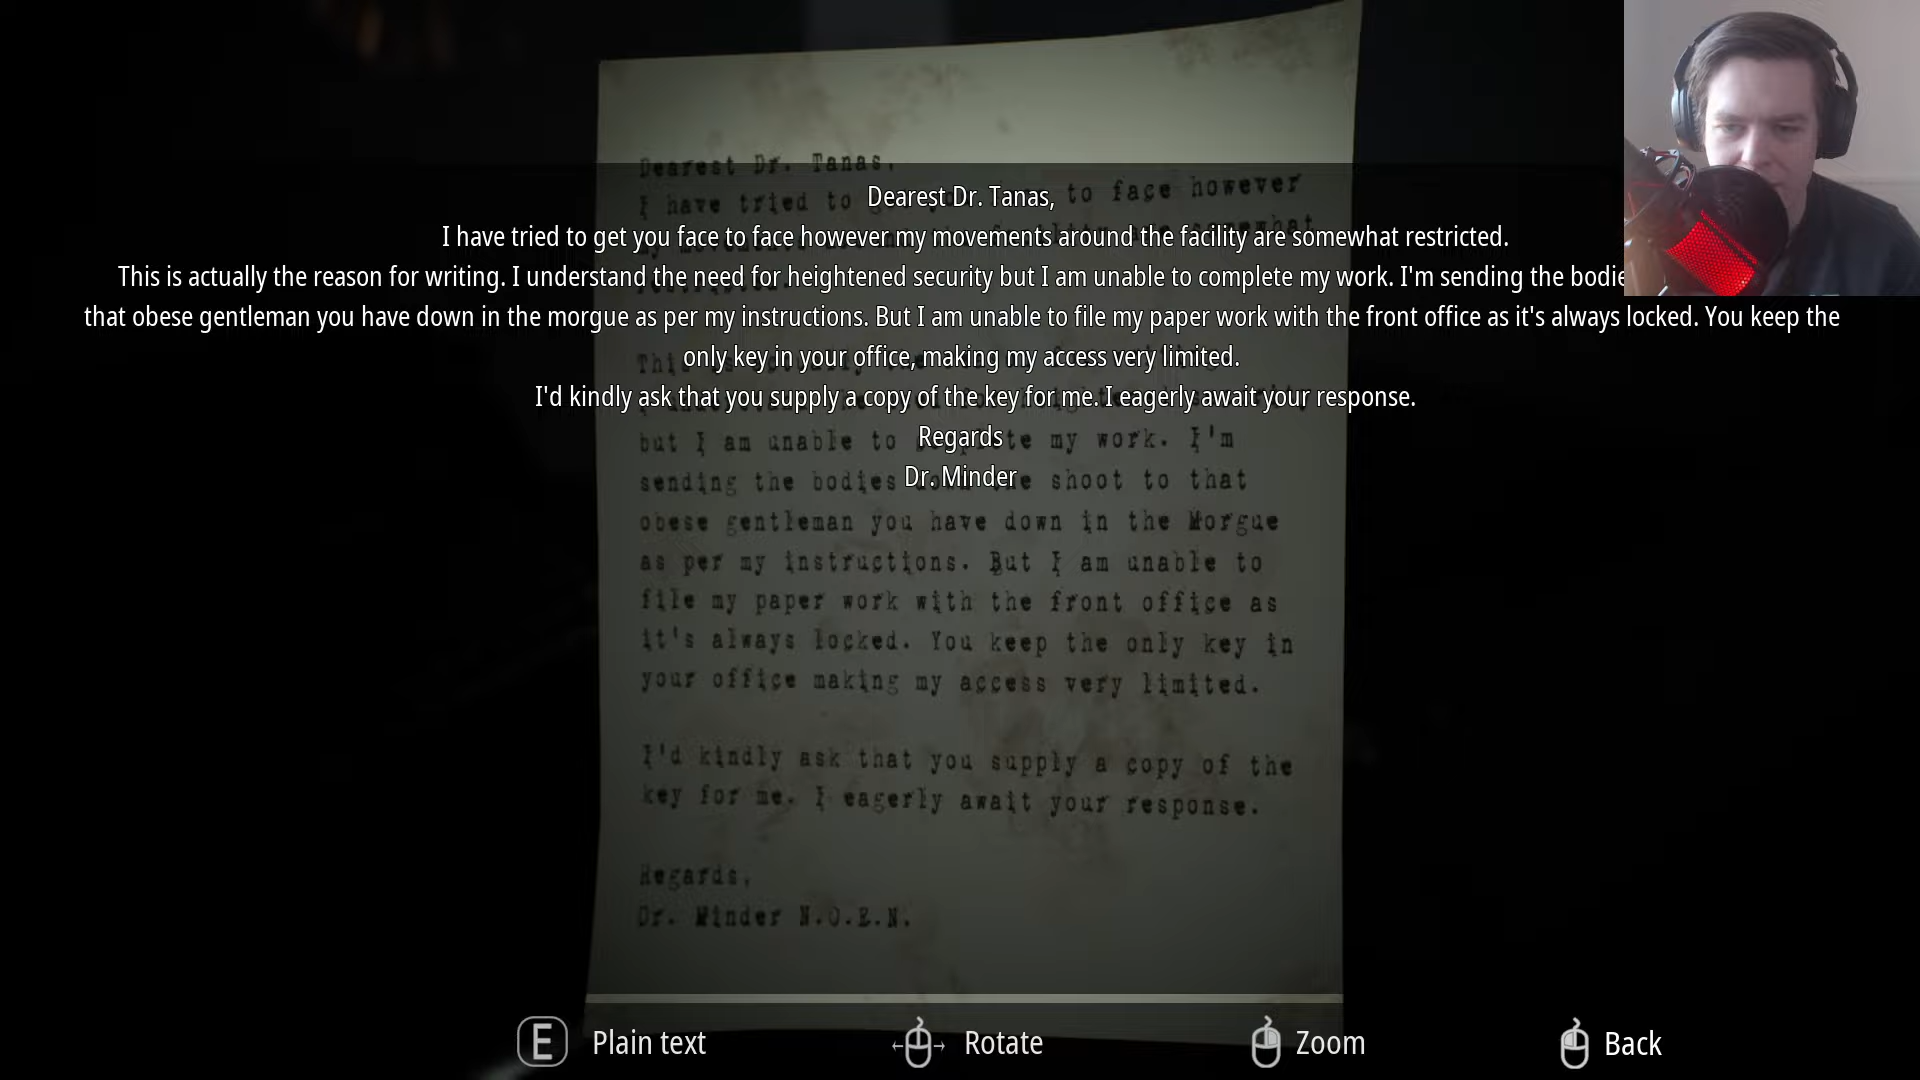 Dearest Dr. Tanas,
I have tried to get you face to face however my movements around the facility are somewhat restricted.
This is actually the reason for writing. I understand the need for heightened security but I am unable to complete my work. I'm sending the
that obese gentleman you have down in the morgue as per my instructions. But I am unable to file my paper work with the front office as it's always locked. You keep the
only key in your office, making my access very limited.
I'd kindly ask that you supply a copy of the key for me. I eagerly await your response.
Regards
Dr. Minder
Dearest Dr. Tanas,
I have tried to to face however
but I am unable to my work. I'm
sending the bodies shoot to that
obese gentleman you have down in the Morgue
as per my instructions. But I am unable to
file my paper work with the front office as
it's always locked. You keep the only key in
your office making my access very limited.
I'd kindly ask that you supply a copy of the
key for me. I eagerly await your response.
Regards,
Dr. Minder N.O.E.N.
E Plain text
Rotate
Zoom
Back